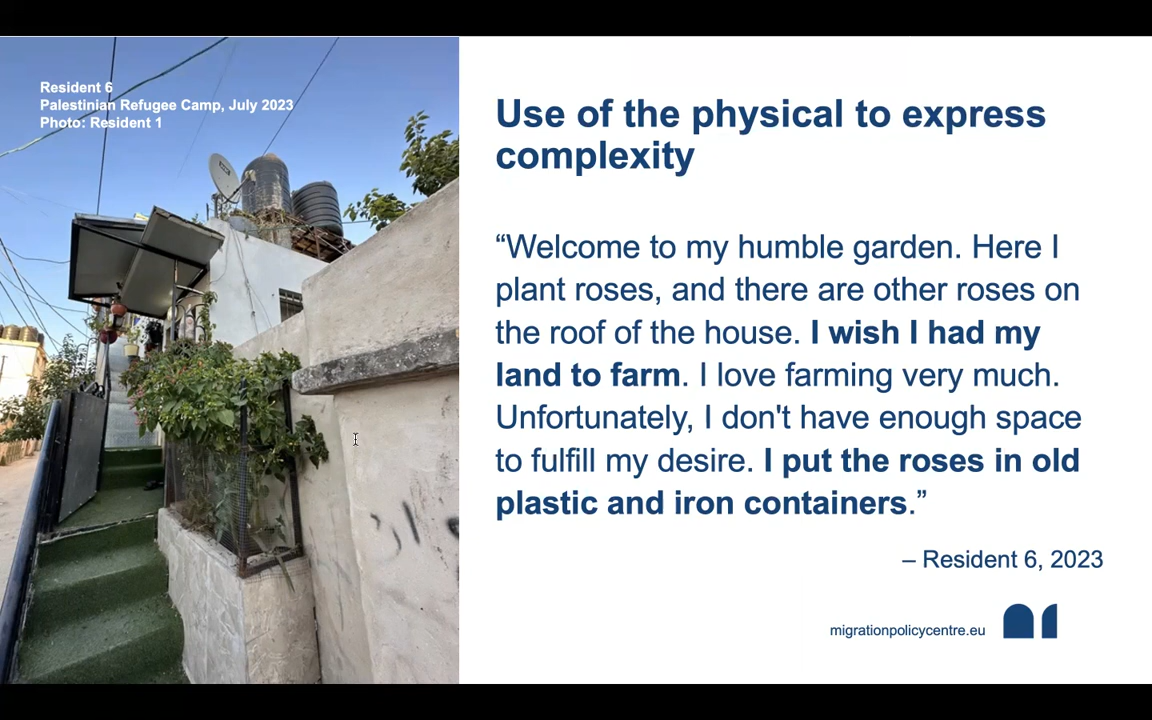 Resident 6
Palestinian Refugee Camp, July 2023
Photo: Resident 1
Use of the physical to express
complexity
“Welcome to my humble garden. Here I
plant roses, and there are other roses on
the roof of the house. I wish I had my
land to farm. I love farming very much.
Unfortunately, I don't have enough space
to fulfill my desire. I put the roses in old
plastic and iron containers.”
– Resident 6, 2023
migrationpolicycentre.eu